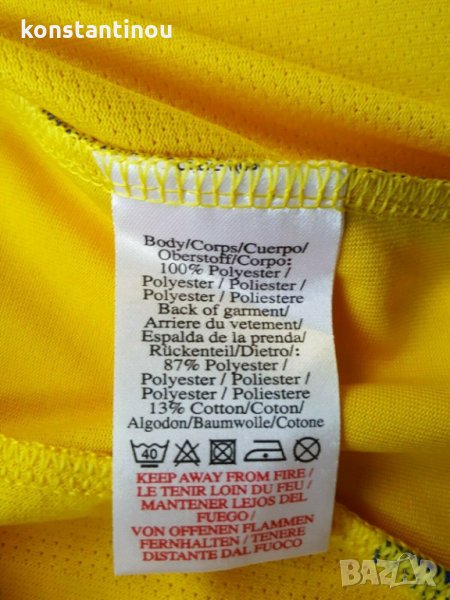 konstantinou
Body/Corps/Cuerpo/
Oberstoff/Corpo:
100% Polyester /
Polyester / Poliester /
Polyester / Poliestere
Back of garment/
Arriere du vetement/
Espalda de la prenda/
Rückenteil/Dietro/:
87% Polyester /
Polyester / Poliester /
Polyester / Poliestere
13% Cotton/Coton/
Algodon/Baumwolle/Cotone
40
KEEP AWAY FROM FIRE /
LE TENIR LOIN DU FEU /
MANTENER LEJOS DEL
FUEGO /
VON OFFENEN FLAMMEN
FERNHALTEN / TENERE
DISTANTE DAL FUOCO
BAZAR